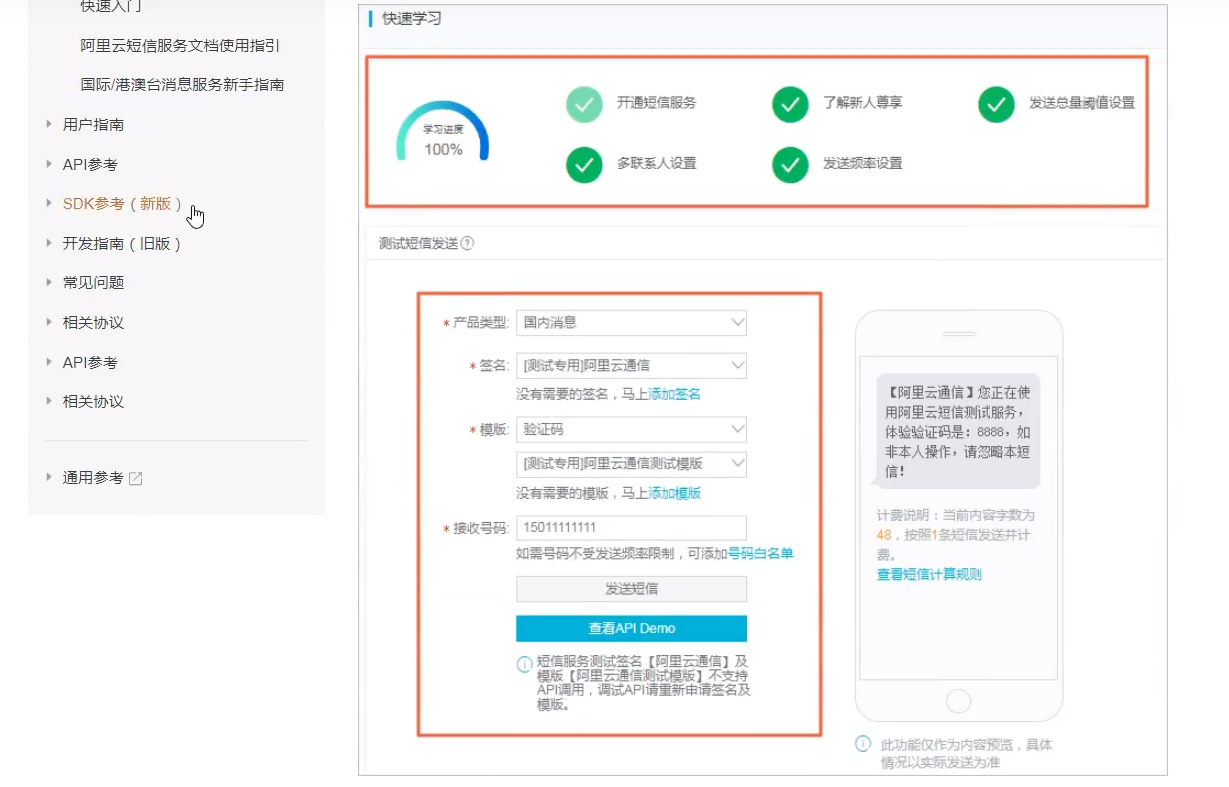 快速入门
阿里云短信服务文档使用指引
国际/港澳台消息服务新手指南
用户指南
API参考
SDK参考（新版）
开发指南（旧版）
常见问题
相关协议
API参考
相关协议
通用参考
快速学习
学习进度
100%
开通短信服务
了解新人尊享
发送总量阈值设置
多联系人设置
发送频率设置
测试短信发送?
*产品类型: 国内消息
*签名: [测试专用]阿里云通信
没有需要的签名，马上添加签名
*模版: 验证码
[测试专用]阿里云通信测试模版
没有需要的模版，马上添加模版
*接收号码: 15011111111
如需号码不受发送频率限制，可添加号码白名单
发送短信
查看API Demo
短信服务测试签名【阿里云通信】及
模版【阿里云通信测试模版】不支持
API调用，调试API请重新申请签名及
模版。
【阿里云通信】您正在使
用阿里云短信测试服务，
体验验证码是：8888，如
非本人操作，请忽略本短
信！
计费说明：当前内容字数为
48，按照1条短信发送并计
费。
查看短信计算规则
此功能仅作为内容预览，具体
情况以实际发送为准